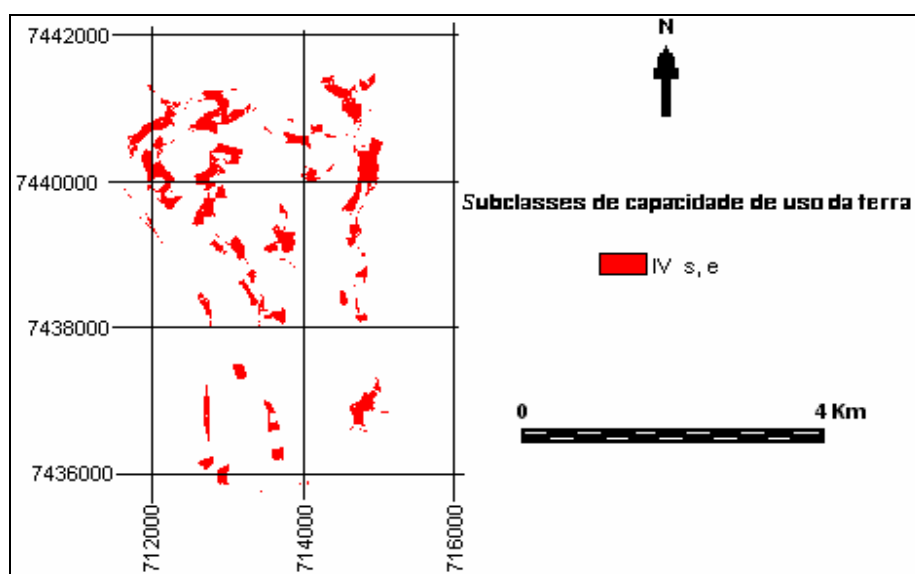 7442000
7440000
7438000
7436000
712000
714000
716000
N
Subclasses de capacidade de uso da terra
IV s, e
0 4 Km